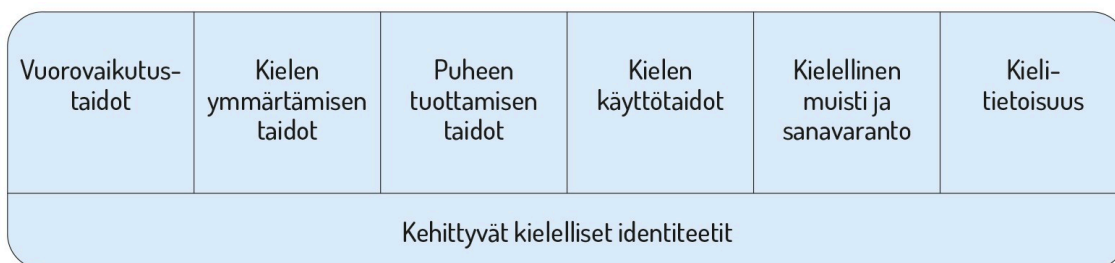 Vuorovaikutus-
taidot
Kielen
ymmärtämisen
taidot
Puheen
tuottamisen
taidot
Kielen
käyttötaidot
Kielellinen
muisti ja
sanavaranto
Kieli-
tietoisuus
Kehittyvät kielelliset identiteetit